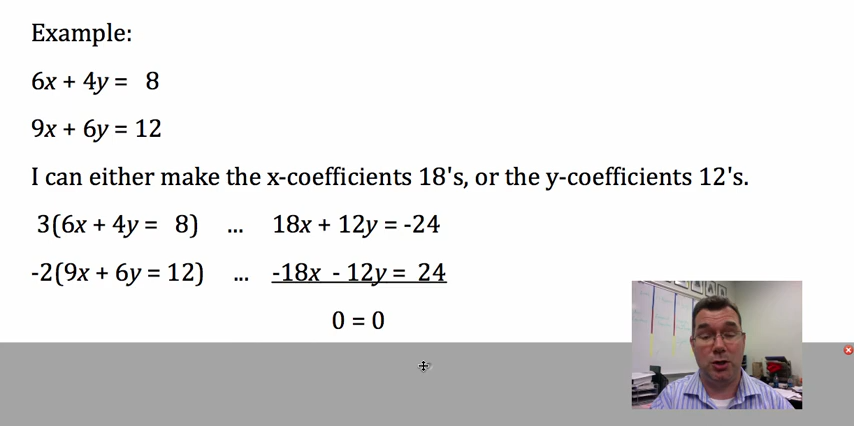 Example:
6x + 4y = 8
9x + 6y = 12
I can either make the x-coefficients 18's, or the y-coefficients 12's.
3(6x + 4y = 8) ... 18x + 12y = -24
-2(9x + 6y = 12) ... -18x - 12y = 24
0 = 0